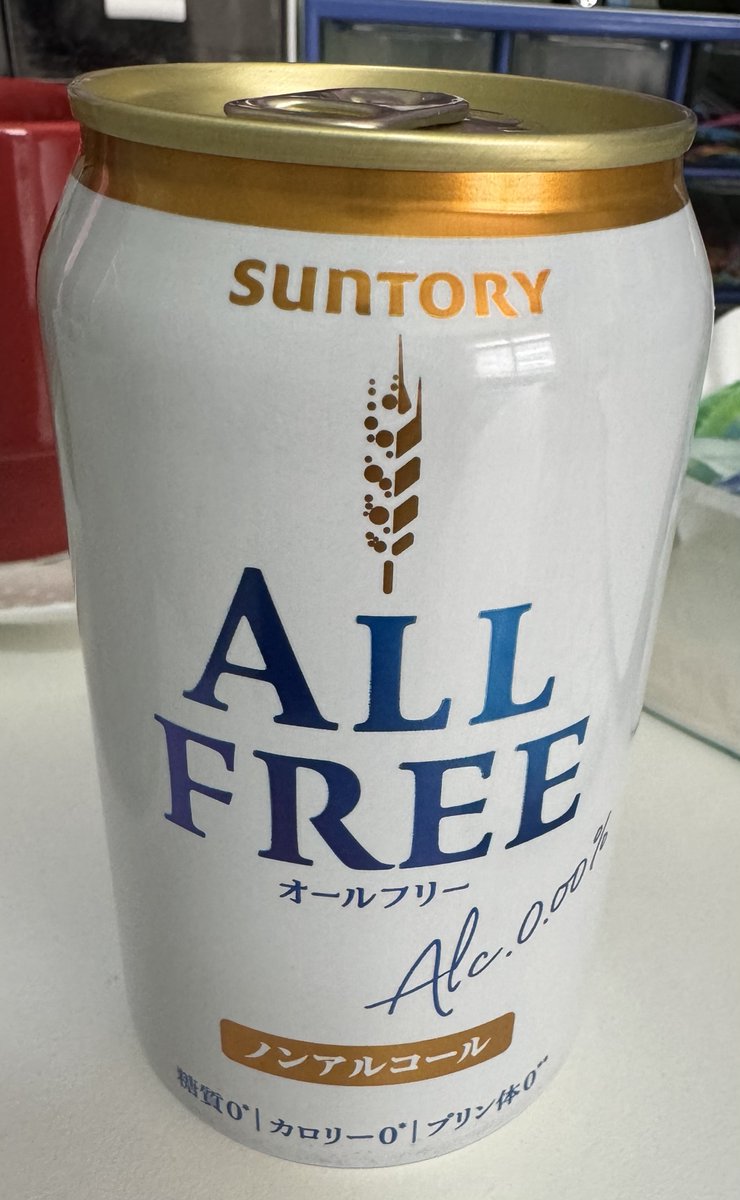 SUNTORY
ALL
FREE
オールフリー
Alc.0.00%
ノンアルコール
糖質0*|カロリー0*|プリン体0**